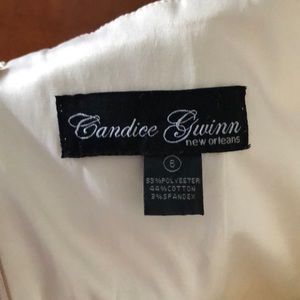 Candice Gwinn
new orleans
6
53%POLYESTER
44%COTTON
3%SPANDEX